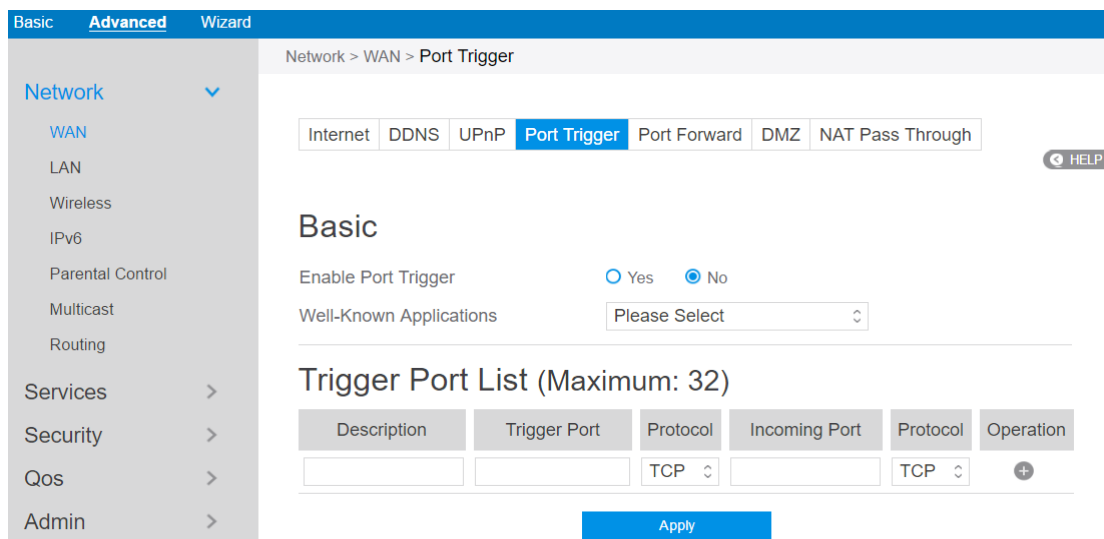 Basic Advanced Wizard
Network > WAN > Port Trigger
Network
WAN
LAN
Wireless
IPv6
Parental Control
Multicast
Routing
Services
Security
Qos
Admin
Internet DDNS UPnP Port Trigger Port Forward DMZ NAT Pass Through
HELP
Basic
Enable Port Trigger Yes No
Well-Known Applications Please Select
Trigger Port List (Maximum: 32)
Description Trigger Port Protocol Incoming Port Protocol Operation
TCP TCP
Apply